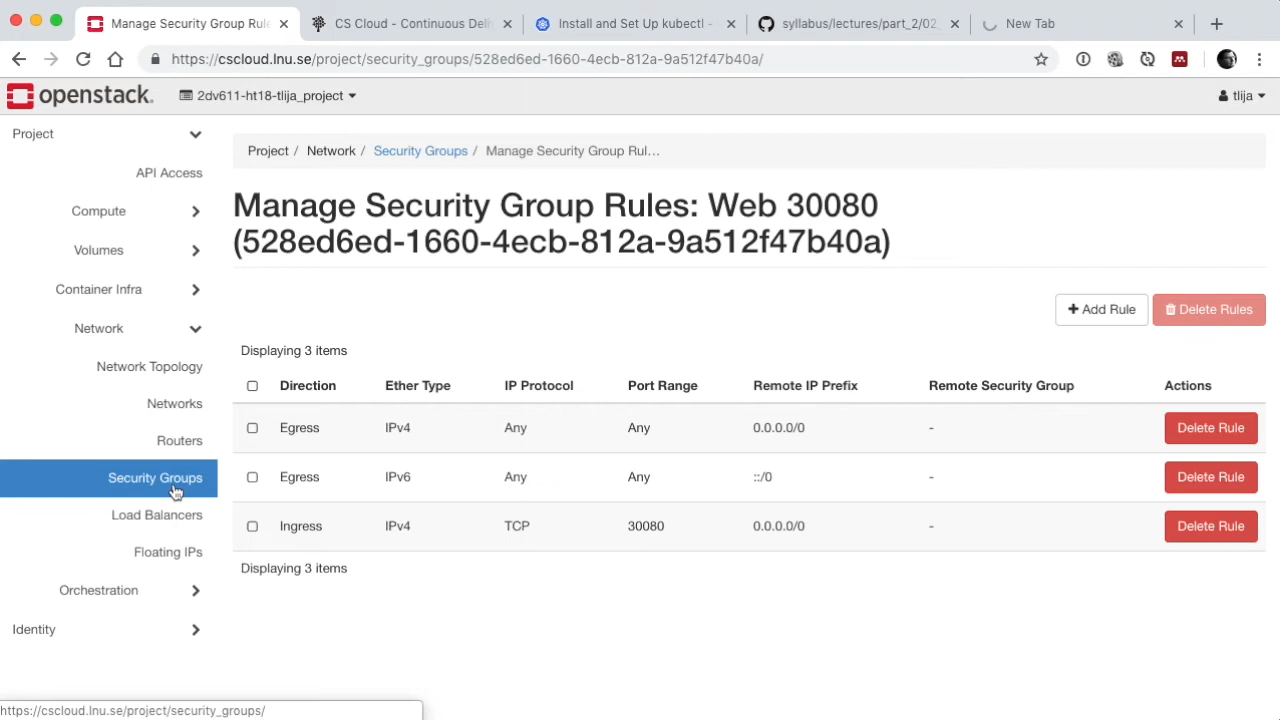 Manage Security Group Rule
CS Cloud - Continuous Deli
Install and Set Up kubectl -
syllabus/lectures/part_2/02_
New Tab
https://cscloud.lnu.se/project/security_groups/528ed6ed-1660-4ecb-812a-9a512f47b40a/
openstack.
2dv611-ht18-tlija_project
tlija
Project
API Access
Compute
Volumes
Container Infra
Network
Network Topology
Networks
Routers
Security Groups
Load Balancers
Floating IPs
Orchestration
Identity
Project / Network / Security Groups / Manage Security Group Rul...
Manage Security Group Rules: Web 30080
(528ed6ed-1660-4ecb-812a-9a512f47b40a)
+ Add Rule
Delete Rules
Displaying 3 items
Direction Ether Type IP Protocol Port Range Remote IP Prefix Remote Security Group Actions
Egress IPv4 Any Any 0.0.0.0/0 - Delete Rule
Egress IPv6 Any Any ::/0 - Delete Rule
Ingress IPv4 TCP 30080 0.0.0.0/0 - Delete Rule
Displaying 3 items
https://cscloud.lnu.se/project/security_groups/